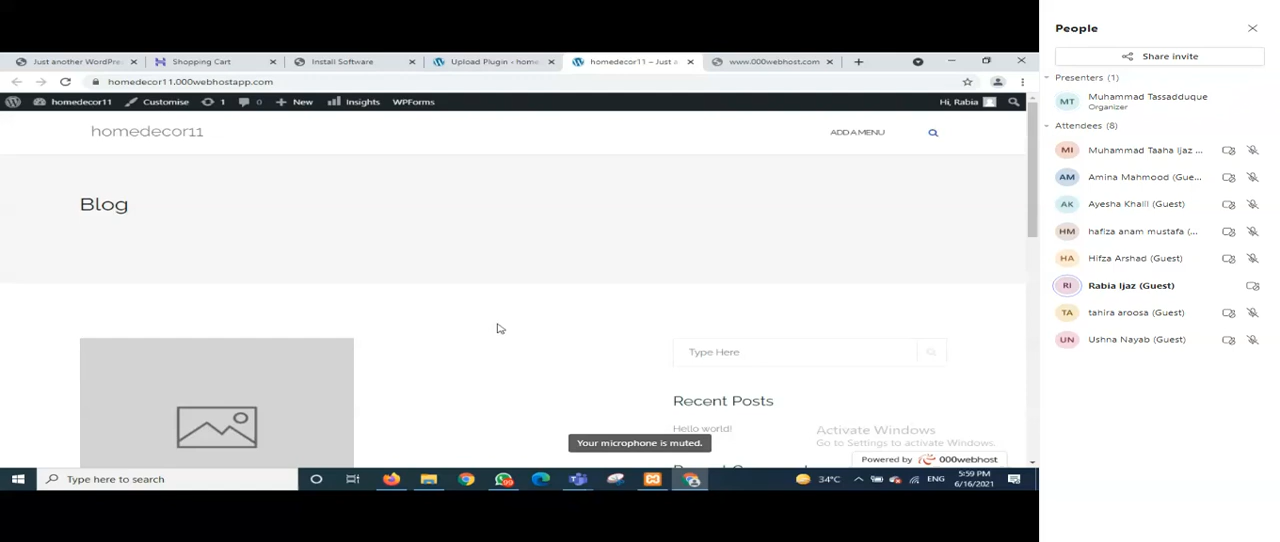 Just another WordPre
Shopping Cart
Install Software
Upload Plugin - home
homedecor11 – Just a
www.000webhost.com
homedecor11.000webhostapp.com
homedecor11
Customise
1
0
New
Insights
WPForms
Hi, Rabia
homedecor11
ADD A MENU
Blog
Type Here
Recent Posts
Hello world!
Activate Windows
Go to Settings to activate Windows.
Your microphone is muted.
Powered by 000webhost
Type here to search
99
34°C
ENG
5:59 PM
6/16/2021
People
Share invite
Presenters (1)
MT
Muhammad Tassadduque
Organizer
Attendees (8)
MI Muhammad Taaha Ijaz ...
AM Amina Mahmood (Gue...
AK Ayesha Khalil (Guest)
HM hafiza anam mustafa (...
HA Hifza Arshad (Guest)
RI Rabia Ijaz (Guest)
TA tahira aroosa (Guest)
UN Ushna Nayab (Guest)